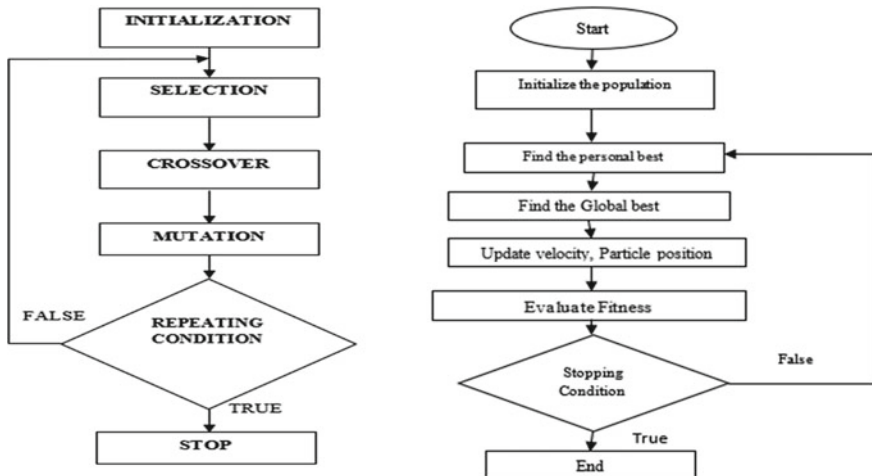 INITIALIZATION
SELECTION
CROSSOVER
MUTATION
FALSE
REPEATING
CONDITION
TRUE
STOP
Start
Initialize the population
Find the personal best
Find the Global best
Update velocity, Particle position
Evaluate Fitness
False
Stopping
Condition
True
End